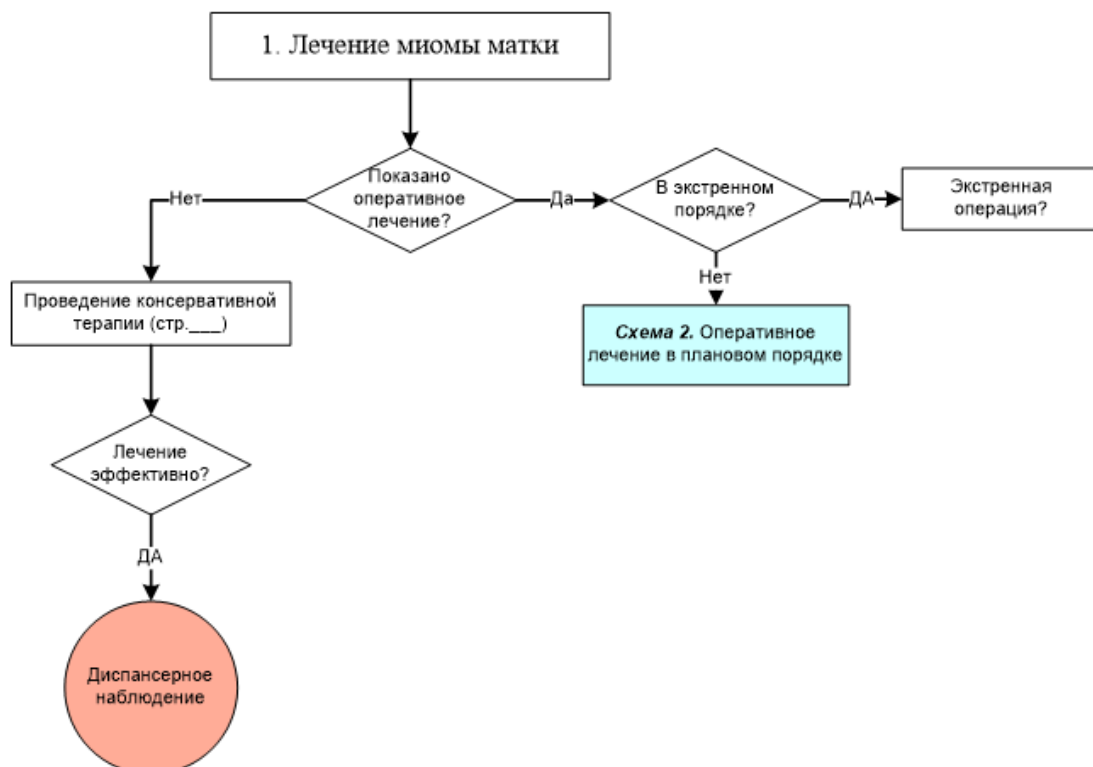 1. Лечение миомы матки
Показано
оперативное
лечение?
Нет
Да
В экстренном
порядке?
ДА
Экстренная
операция?
Нет
Схема 2. Оперативное
лечение в плановом порядке
Проведение консервативной
терапии (стр.___)
Лечение
эффективно?
ДА
Диспансерное
наблюдение